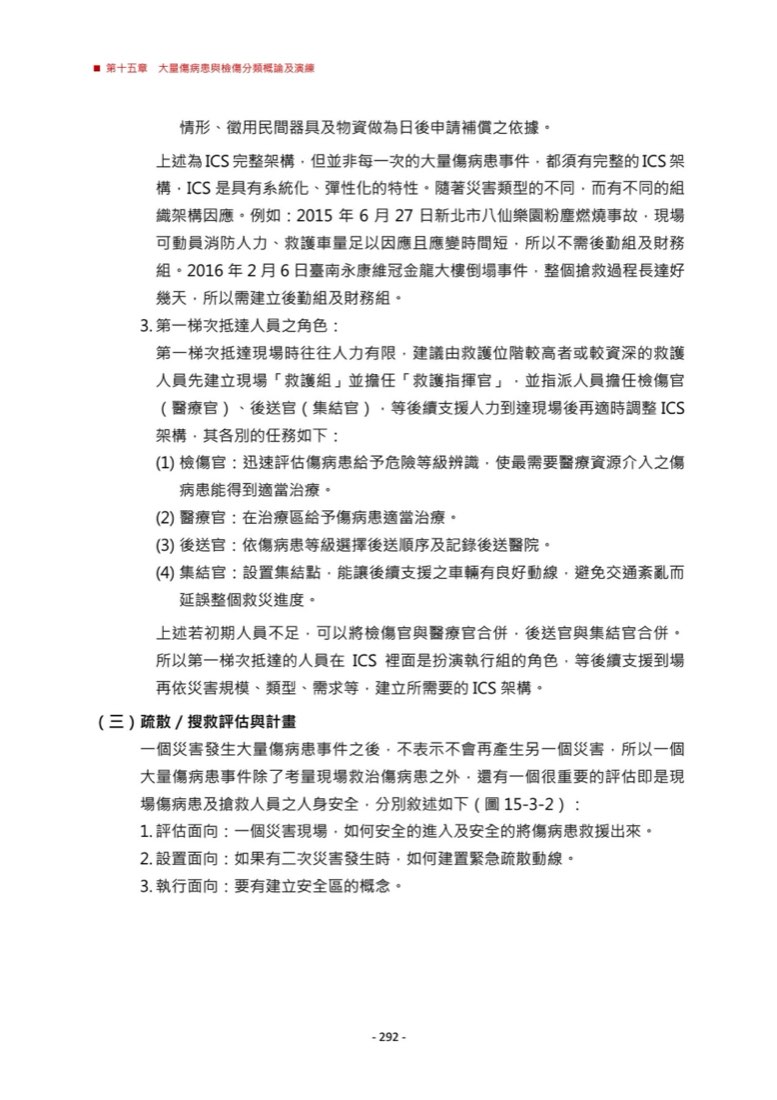 ■ 第十五章　大量傷病患與檢傷分類概論及演練
情形、徵用民間器具及物資做為日後申請補償之依據。
上述為 ICS 完整架構，但並非每一次的大量傷病患事件，都須有完整的 ICS 架
構，ICS 是具有系統化、彈性化的特性。隨著災害類型的不同，而有不同的組
織架構因應。例如：2015 年 6 月 27 日新北市八仙樂園粉塵燃燒事故，現場
可動員消防人力、救護車量足以因應且應變時間短，所以不需後勤組及財務
組。2016 年 2 月 6 日臺南永康維冠金龍大樓倒塌事件，整個搶救過程長達好
幾天，所以需建立後勤組及財務組。
3. 第一梯次抵達人員之角色：
第一梯次抵達現場時往往人力有限，建議由救護位階較高者或較資深的救護
人員先建立現場「救護組」並擔任「救護指揮官」，並指派人員擔任檢傷官
（醫療官）、後送官（集結官），等後續支援人力到達現場後再適時調整 ICS
架構，其各別的任務如下：
(1) 檢傷官：迅速評估傷病患給予危險等級辨識，使最需要醫療資源介入之傷
病患能得到適當治療。
(2) 醫療官：在治療區給予傷病患適當治療。
(3) 後送官：依傷病患等級選擇後送順序及記錄後送醫院。
(4) 集結官：設置集結點，能讓後續支援之車輛有良好動線，避免交通紊亂而
延誤整個救災進度。
上述若初期人員不足，可以將檢傷官與醫療官合併，後送官與集結官合併。
所以第一梯次抵達的人員在 ICS 裡面是扮演執行組的角色，等後續支援到場
再依災害規模、類型、需求等，建立所需要的 ICS 架構。
（三）疏散 / 搜救評估與計畫
一個災害發生大量傷病患事件之後，不表示不會再產生另一個災害，所以一個
大量傷病患事件除了考量現場救治傷病患之外，還有一個很重要的評估即是現
場傷病患及搶救人員之人身安全，分別敘述如下（圖 15-3-2）：
1. 評估面向：一個災害現場，如何安全的進入及安全的將傷病患救援出來。
2. 設置面向：如果有二次災害發生時，如何建置緊急疏散動線。
3. 執行面向：要有建立安全區的概念。
- 292 -